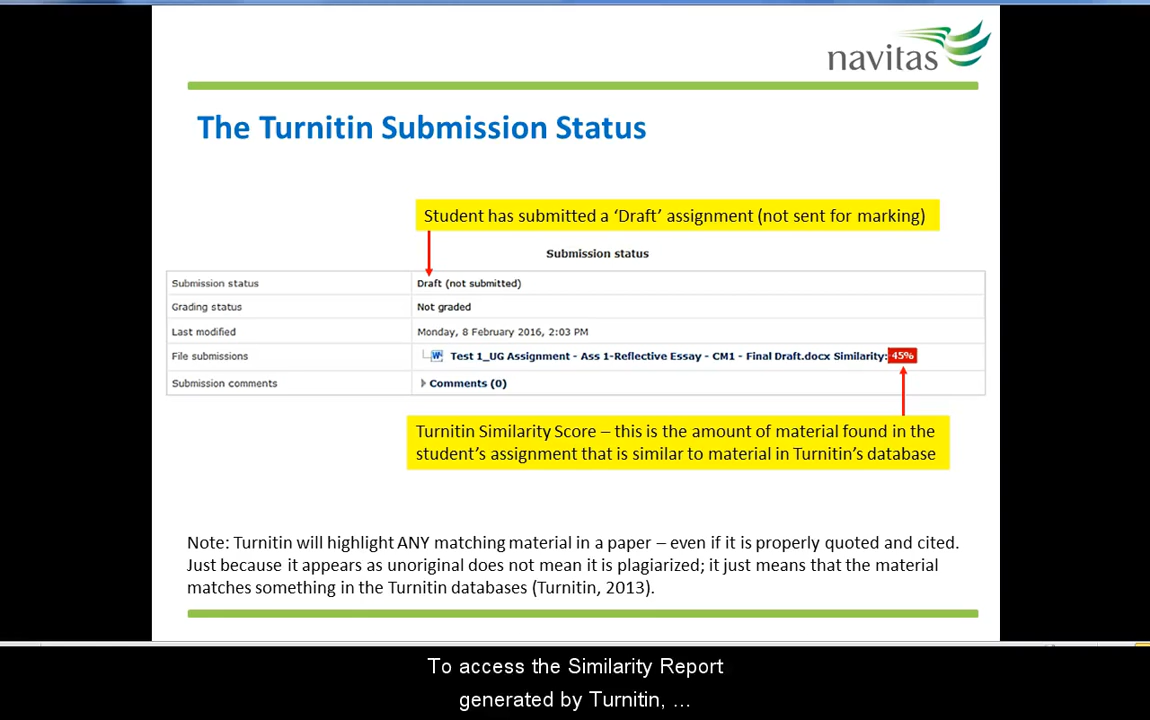 navitas
The Turnitin Submission Status
Student has submitted a ‘Draft’ assignment (not sent for marking)
Submission status
Submission status Draft (not submitted)
Grading status Not graded
Last modified Monday, 8 February 2016, 2:03 PM
File submissions Test 1_UG Assignment - Ass 1-Reflective Essay - CM1 - Final Draft.docx Similarity: 45%
Submission comments Comments (0)
Turnitin Similarity Score – this is the amount of material found in the
student’s assignment that is similar to material in Turnitin’s database
Note: Turnitin will highlight ANY matching material in a paper – even if it is properly quoted and cited.
Just because it appears as unoriginal does not mean it is plagiarized; it just means that the material
matches something in the Turnitin databases (Turnitin, 2013).
To access the Similarity Report
generated by Turnitin, ...